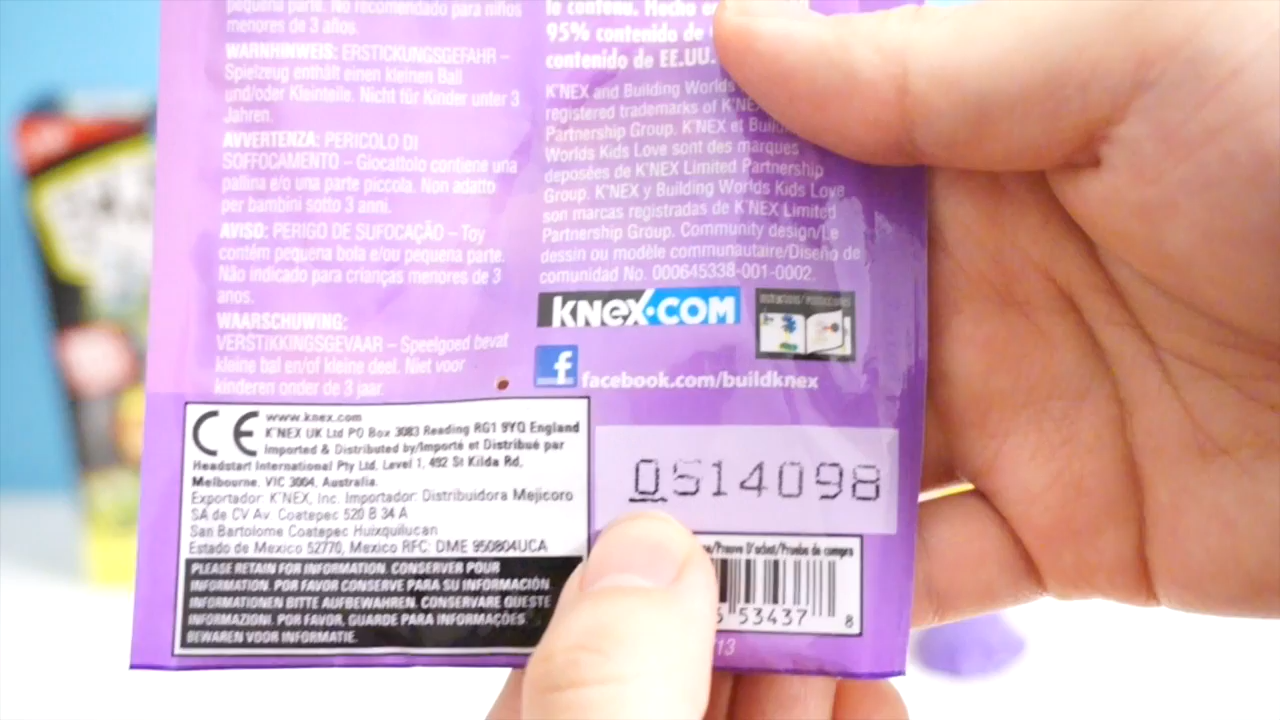 pequena parte. No recomendado para niños
menores de 3 años.
WARNHINWEIS: ERSTICKUNGSGEFAHR –
Spielzeug enthält einen kleinen Ball
und/oder Kleinteile. Nicht für Kinder unter 3
Jahren.
AVVERTENZA: PERICOLO DI
SOFFOCAMENTO – Giocattolo contiene una
pallina e/o una parte piccola. Non adatto
per bambini sotto 3 anni.
AVISO: PERIGO DE SUFOCAÇÃO – Toy
contém pequena bola e/ou pequena parte.
Não indicado para crianças menores de 3
anos.
WAARSCHUWING:
VERSTIKKINGSGEVAAR – Speelgoed bevat
kleine bal en/of kleine deel. Niet voor
kinderen onder de 3 jaar.
le contenu. Hecho
95% contenido de
contenido de EE.UU.
K'NEX and Building Worlds
registered trademarks of K'NEX
Partnership Group. K'NEX et
Worlds Kids Love sont des marques
deposées de K'NEX Limited Partnership
Group. K'NEX y Building Worlds Kids Love
son marcas registradas de K'NEX Limited
Partnership Group. Community design/Le
dessin ou modèle communautaire/Diseño de
comunidad No. 000645338-001-0002.
K'NEX.COM
f facebook.com/buildknex
CE www.knex.com
K'NEX UK Ltd PO Box 3083 Reading RG1 9YQ England
Imported & Distributed by/Importé et Distribué par
Headstart International Pty Ltd, Level 1, 492 St Kilda Rd,
Melbourne, VIC 3004, Australia.
Exportador: K'NEX, Inc. Importador: Distribuidora Mejicoro
SA de CV Av. Coatepec 520 B 34 A
San Bartolome Coatepec Huixquilucan
Estado de Mexico 52770, Mexico RFC: DME 950804UCA
PLEASE RETAIN FOR INFORMATION. CONSERVER POUR
INFORMATION. POR FAVOR CONSERVE PARA SU INFORMACIÓN
INFORMATIONEN BITTE AUFBEWAHREN. CONSERVARE QUESTE
INFORMAZIONI. POR FAVOR, GUARDE PARA INFORMAÇÕES.
BEWAREN VOOR INFORMATIE.
0514098
/Preuve D'achat/Prueba de compra
53437 8
13